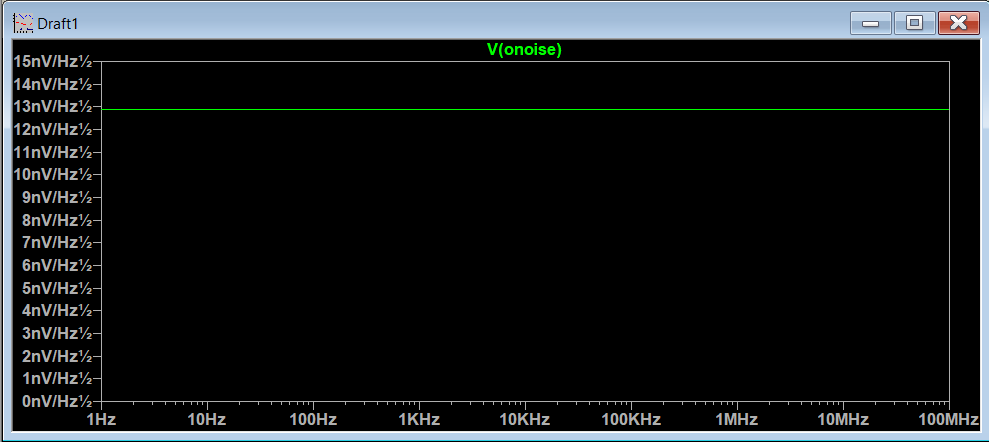 Draft1
V(onoise)
15nV/Hz½
14nV/Hz½
13nV/Hz½
12nV/Hz½
11nV/Hz½
10nV/Hz½
9nV/Hz½
8nV/Hz½
7nV/Hz½
6nV/Hz½
5nV/Hz½
4nV/Hz½
3nV/Hz½
2nV/Hz½
1nV/Hz½
0nV/Hz½
1Hz 10Hz 100Hz 1KHz 10KHz 100KHz 1MHz 10MHz 100MHz